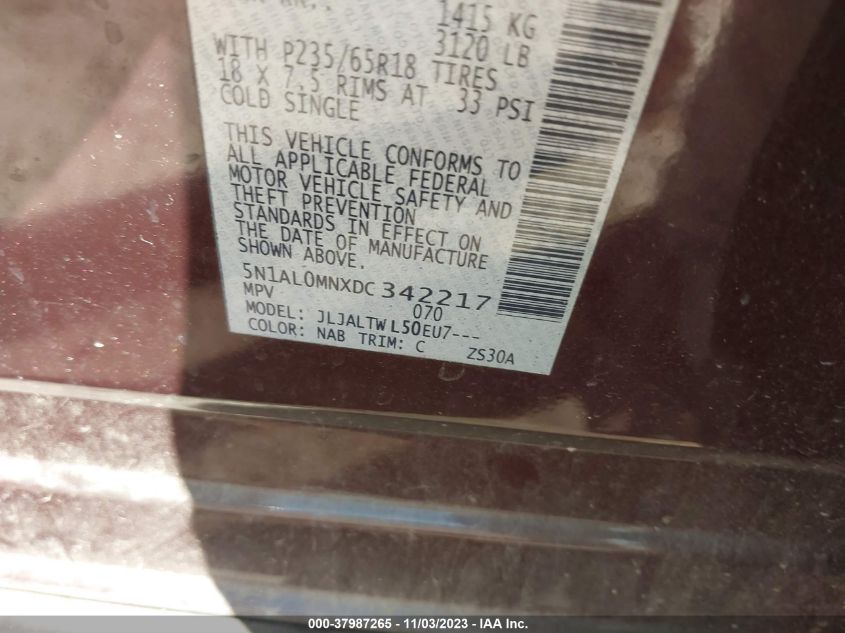 1415 KG
3120 LB
WITH P235/65R18 TIRES
18 X 7.5 RIMS AT 33 PSI
COLD SINGLE
THIS VEHICLE CONFORMS TO
ALL APPLICABLE FEDERAL
MOTOR VEHICLE SAFETY AND
THEFT PREVENTION
STANDARDS IN EFFECT ON
THE DATE OF MANUFACTURE
SHOWN ABOVE.
5N1AL0MNXDC 342217
MPV 070
MODEL: JLJALTW L50EU7---
COLOR: NAB TRIM: C ZS30A
000-37987265 - 11/03/2023 - IAA Inc.